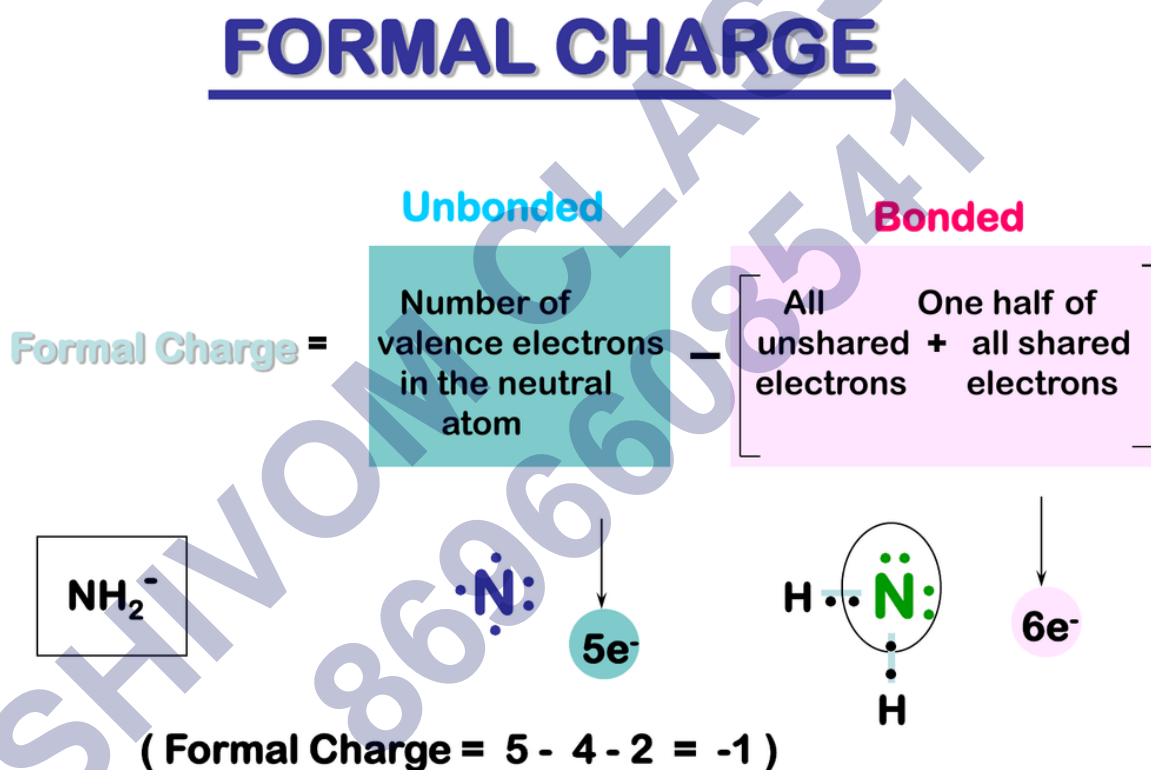 FORMAL CHARGE
Unbonded
Bonded
Formal Charge =
Number of
valence electrons
in the neutral
atom
–
All One half of
unshared + all shared
electrons electrons
NH₂⁻
N
5e⁻
H N
H
6e⁻
( Formal Charge = 5 - 4 - 2 = -1 )
SHIVOM CLAS
8696608541